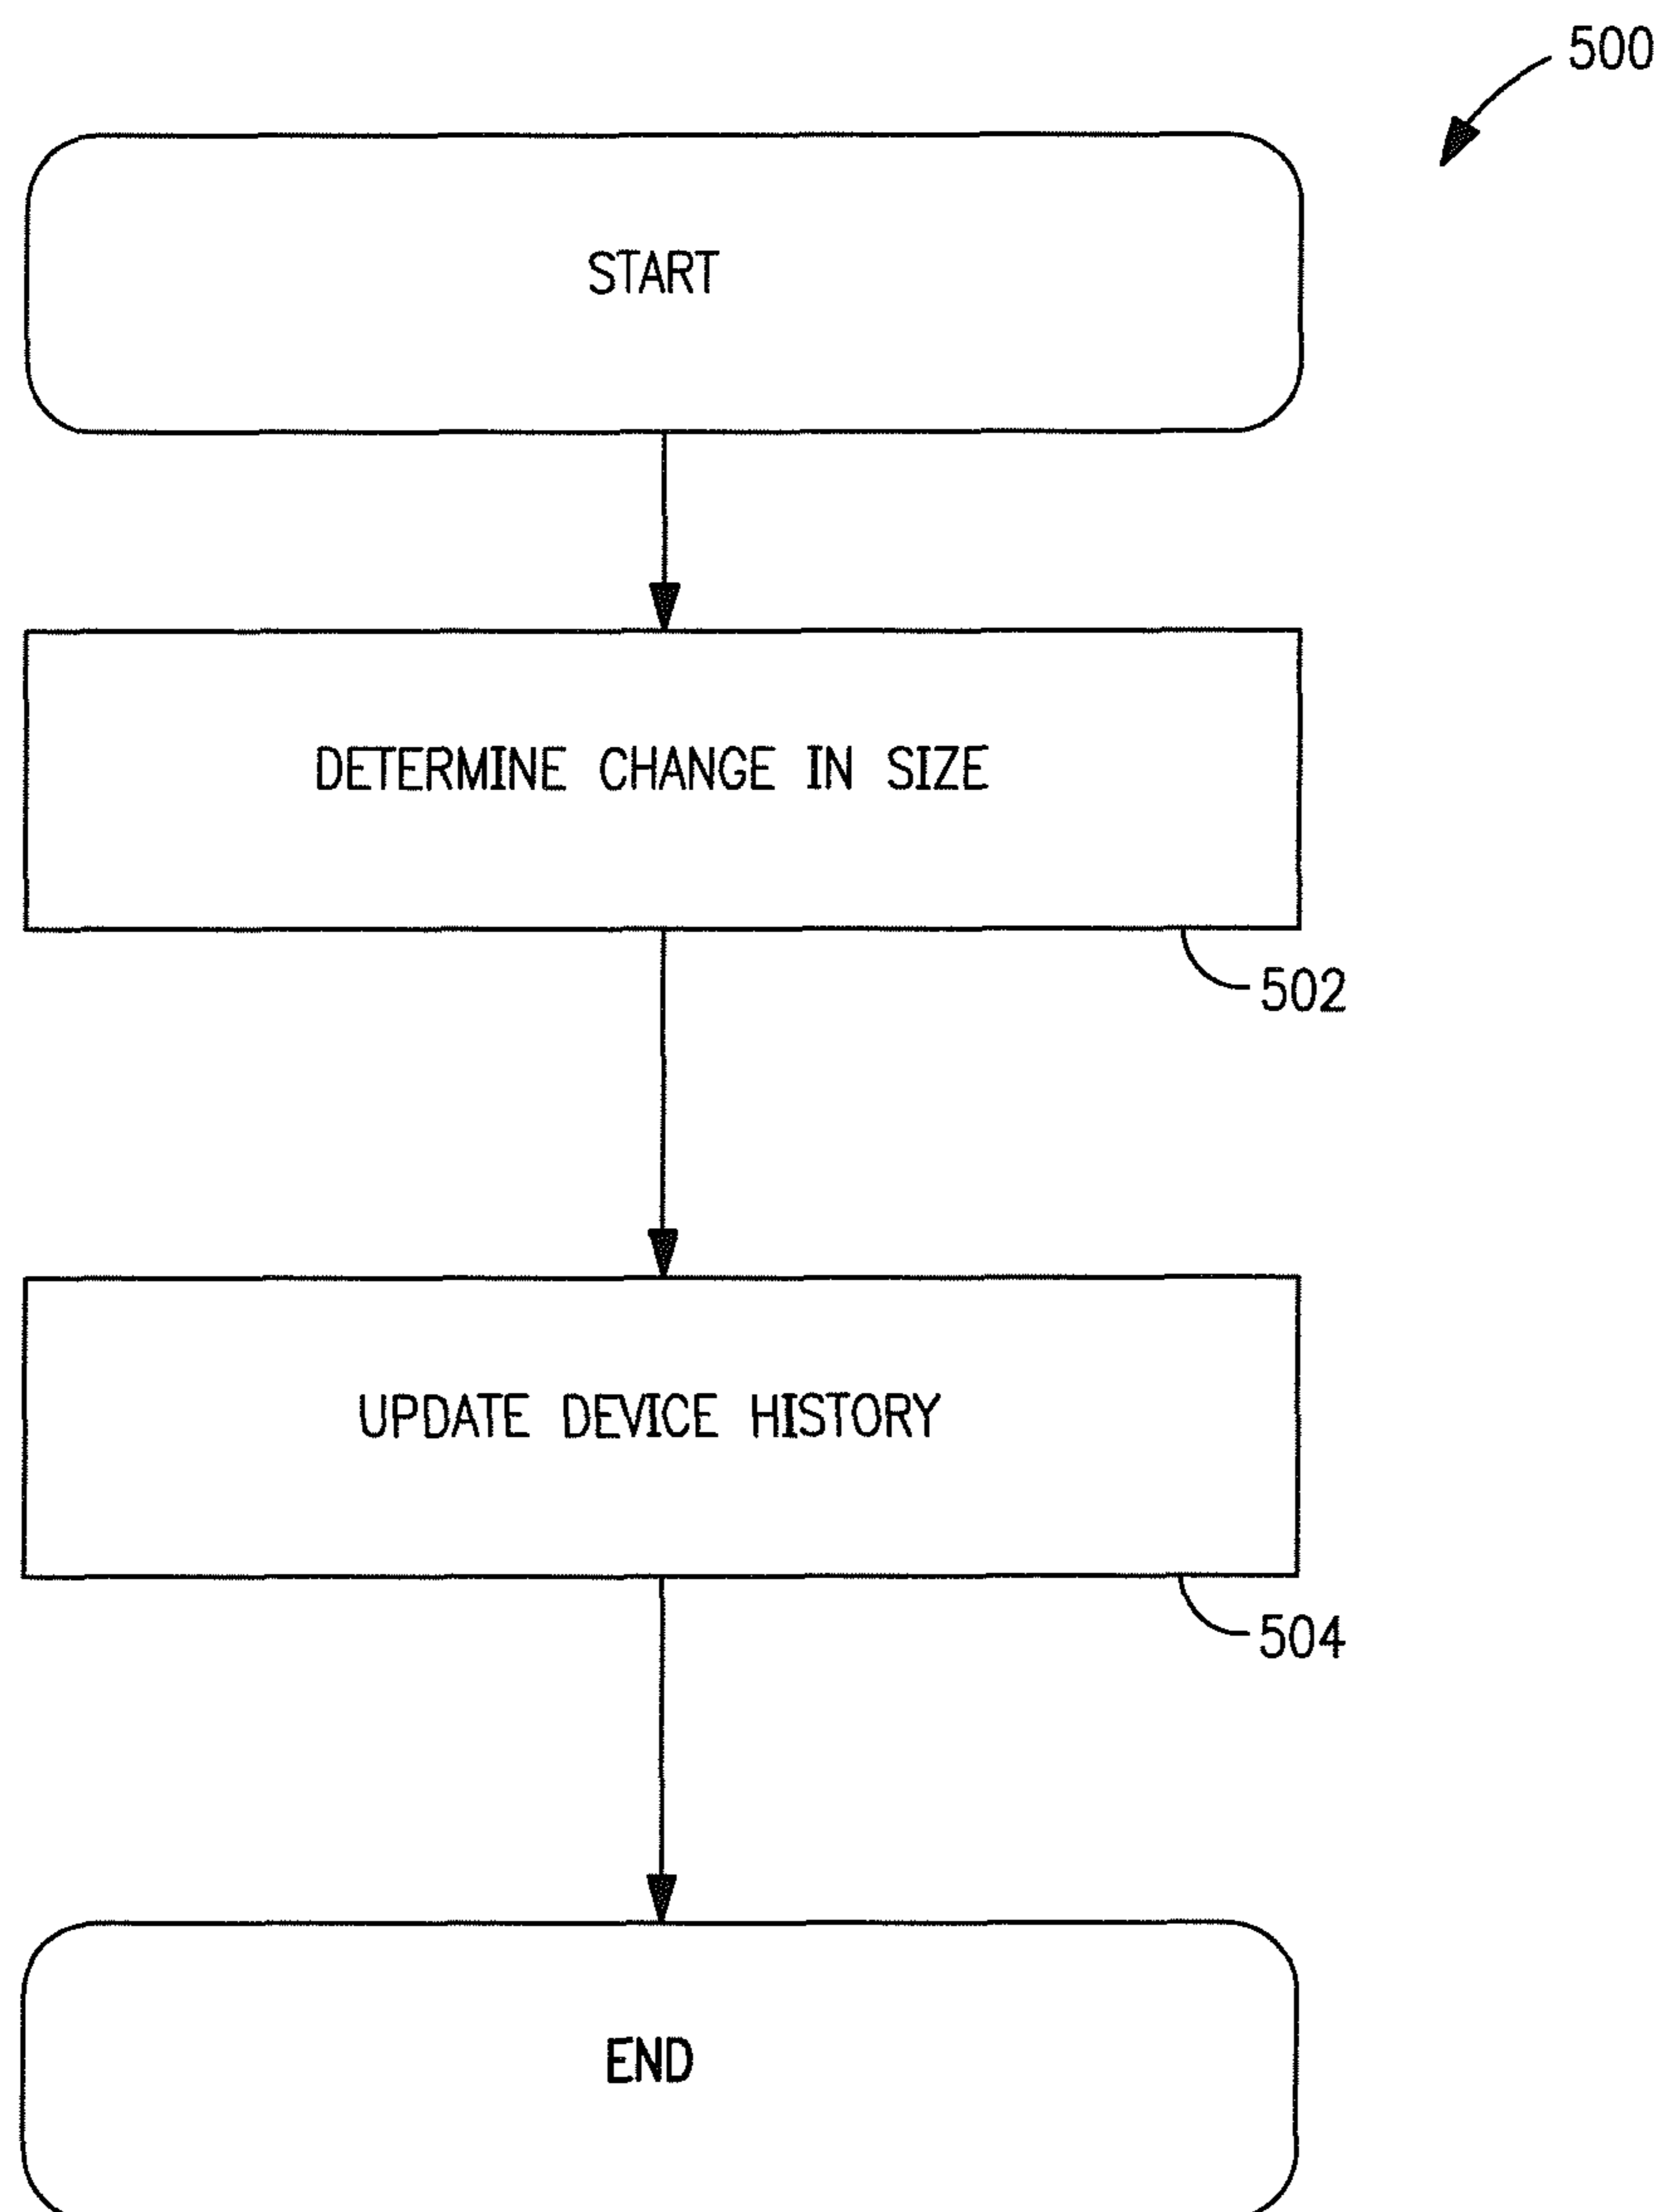 500
START
DETERMINE CHANGE IN SIZE
502
UPDATE DEVICE HISTORY
504
END